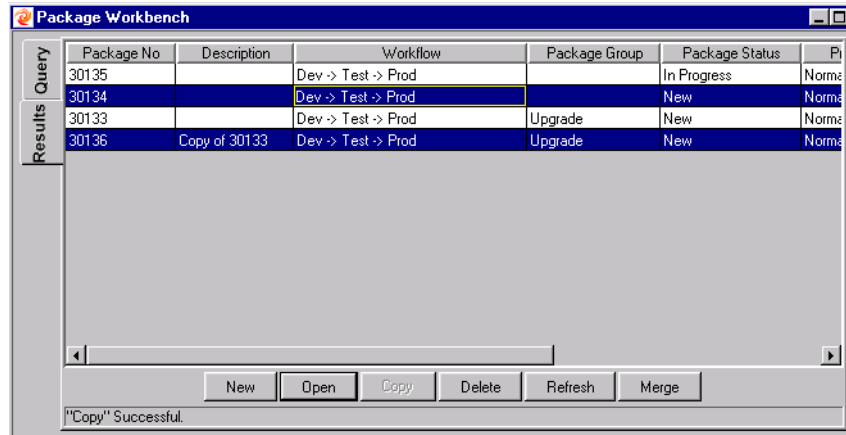 Package Workbench
Query
Results
Package No Description Workflow Package Group Package Status
30135 Dev -> Test -> Prod In Progress
30134 Dev -> Test -> Prod New
30133 Dev -> Test -> Prod Upgrade New
30136 Copy of 30133 Dev -> Test -> Prod Upgrade New
New Open Copy Delete Refresh Merge
"Copy" Successful.